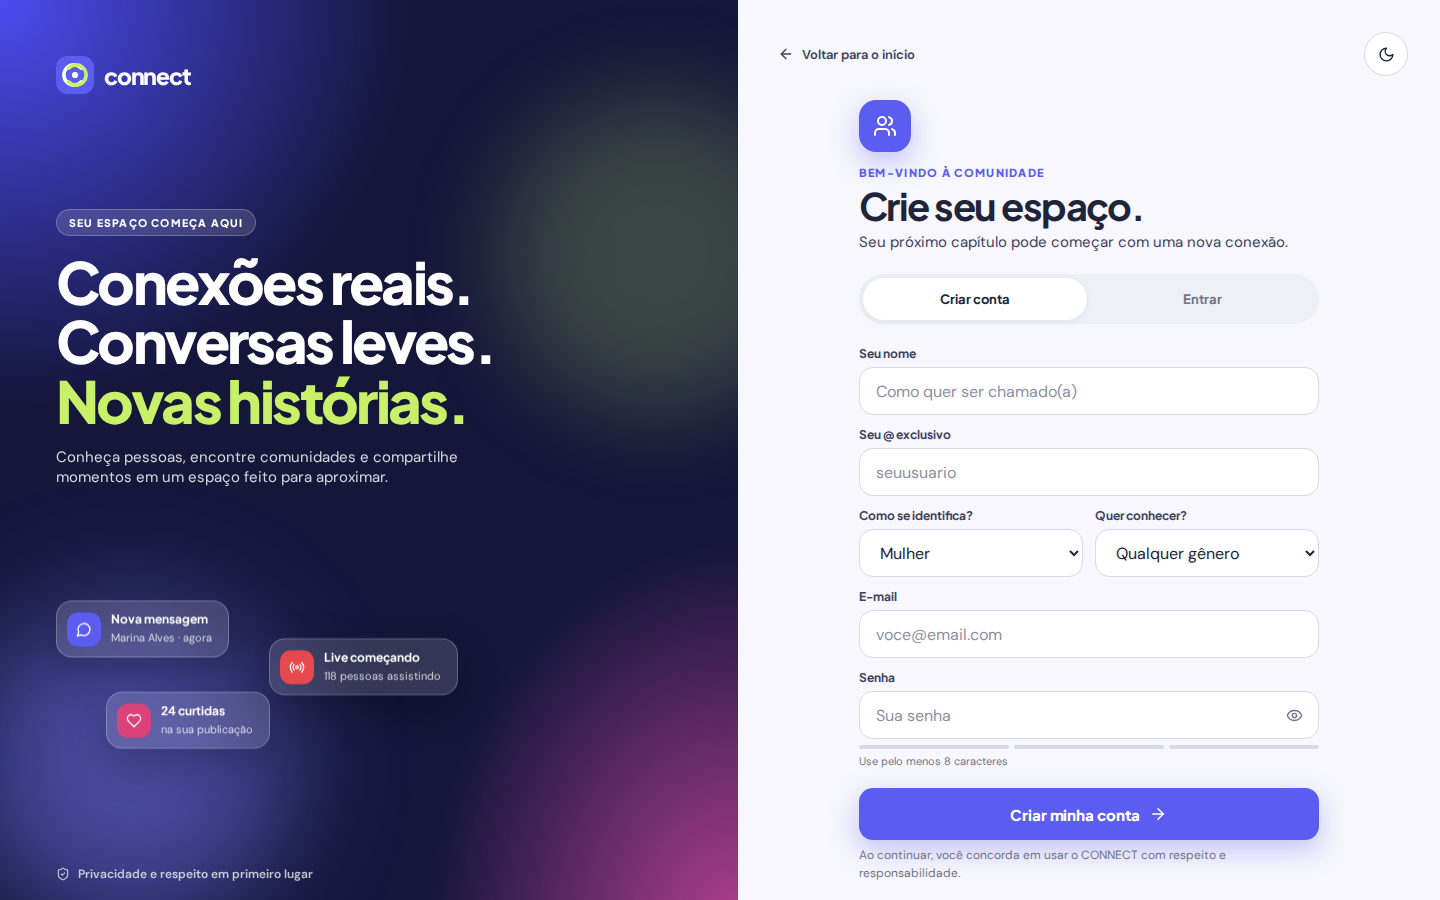 connect
SEU ESPAÇO COMEÇA AQUI
Conexões reais.
Conversas leves.
Novas histórias.
Conheça pessoas, encontre comunidades e compartilhe
momentos em um espaço feito para aproximar.
Nova mensagem
Marina Alves · agora
Live começando
118 pessoas assistindo
24 curtidas
na sua publicação
Privacidade e respeito em primeiro lugar
Voltar para o início
BEM-VINDO À COMUNIDADE
Crie seu espaço.
Seu próximo capítulo pode começar com uma nova conexão.
Criar conta
Entrar
Seu nome
Como quer ser chamado(a)
Seu @ exclusivo
seuusuario
Como se identifica?
Quer conhecer?
Mulher
Qualquer gênero
E-mail
voce@email.com
Senha
Sua senha
Use pelo menos 8 caracteres
Criar minha conta
Ao continuar, você concorda em usar o CONNECT com respeito e
responsabilidade.